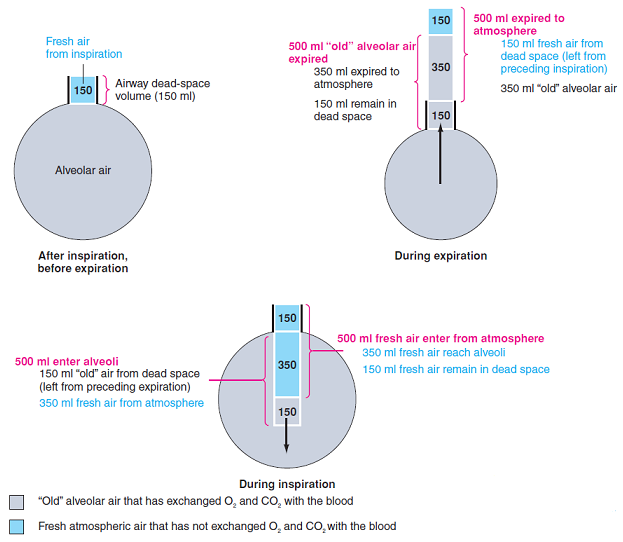 Fresh air
from inspiration
150
Airway dead-space
volume (150 ml)
Alveolar air
After inspiration,
before expiration
500 ml “old” alveolar air
expired
350 ml expired to
atmosphere
150 ml remain in
dead space
150
350
150
500 ml expired to
atmosphere
150 ml fresh air from
dead space (left from
preceding inspiration)
350 ml “old” alveolar air
During expiration
500 ml enter alveoli
150 ml “old” air from dead space
(left from preceding expiration)
350 ml fresh air from atmosphere
150
350
150
500 ml fresh air enter from atmosphere
350 ml fresh air reach alveoli
150 ml fresh air remain in dead space
During inspiration
“Old” alveolar air that has exchanged O₂ and CO₂ with the blood
Fresh atmospheric air that has not exchanged O₂ and CO₂ with the blood